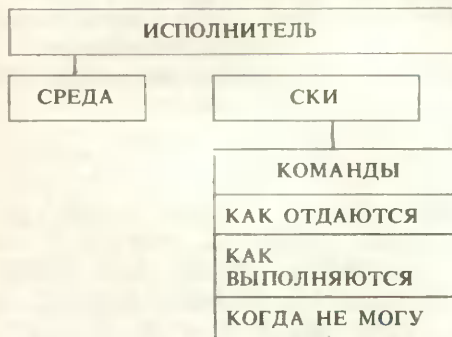 ИСПОЛНИТЕЛЬ
СРЕДА
СКИ
КОМАНДЫ
КАК ОТДАЮТСЯ
КАК
ВЫПОЛНЯЮТСЯ
КОГДА НЕ МОГУ